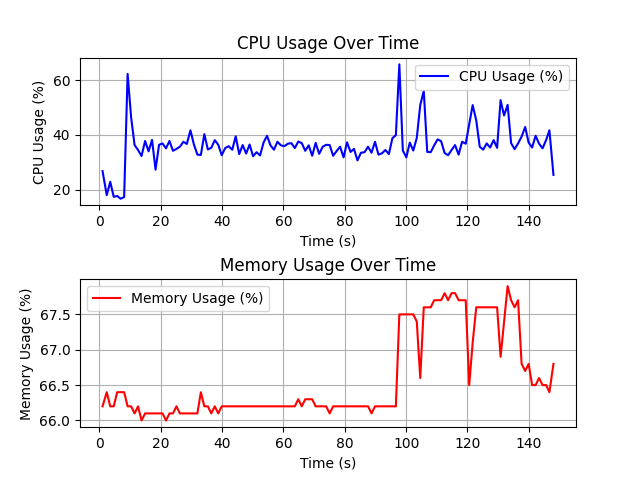 CPU Usage Over Time
CPU Usage (%)
60
40
20
CPU Usage (%)
0 20 40 60 80 100 120 140
Time (s)
Memory Usage Over Time
Memory Usage (%)
67.5
67.0
66.5
66.0
Memory Usage (%)
0 20 40 60 80 100 120 140
Time (s)